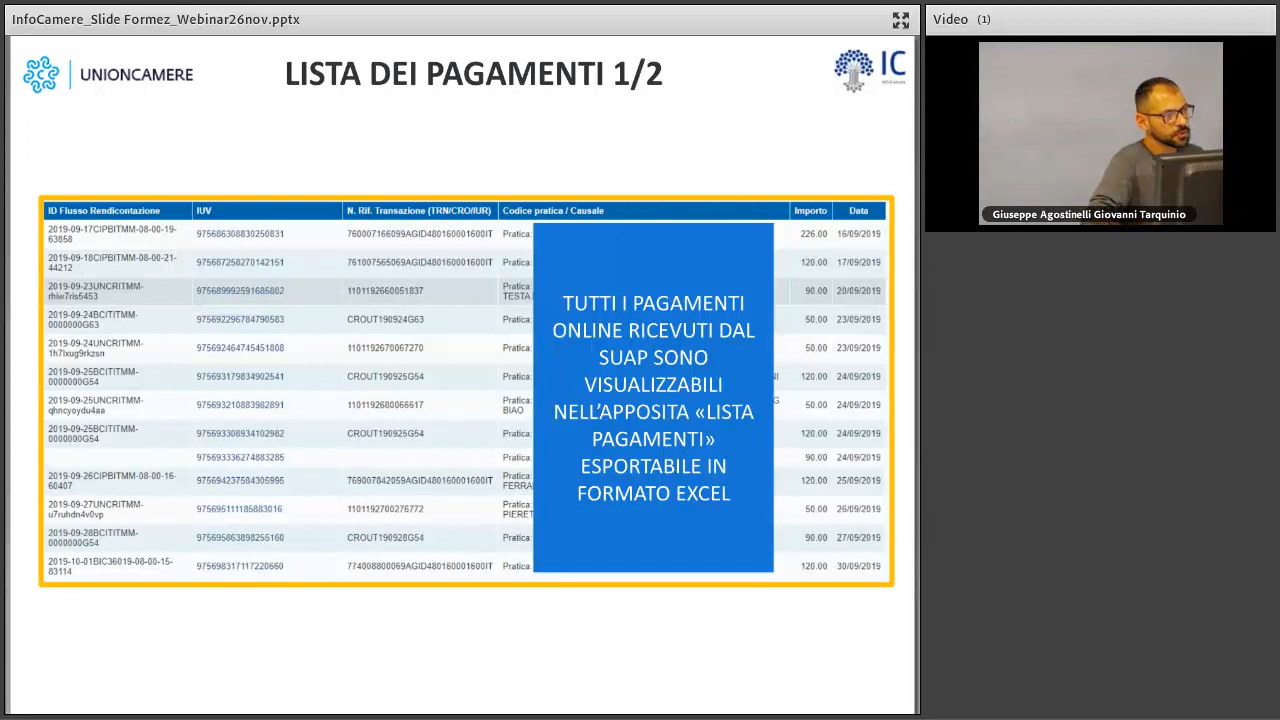 InfoCamere_Slide Formez_Webinar26nov.pptx
Video (1)
UNIONCAMERE
LISTA DEI PAGAMENTI 1/2
IC
Giuseppe Agostinelli Giovanni Tarquinio
ID Flusso Rendicontazione IUV N. Rif. Transazione (TRN/CRO/IUR) Codice pratica / Causale Importo Data
2019-09-17CIPBITMM-08-00-19-
63858 975686308830250831 760007166099AGID480160001600IT Pratica: 226.00 16/09/2019
2019-09-18CIPBITMM-08-00-21-
44212 975687258270142151 761007565069AGID480160001600IT Pratica: 120.00 17/09/2019
2019-09-23UNCRITMM-
rhiw7ris5453 975689992591685802 1101192660051837 Pratica: 90.00 20/09/2019
TESTA
2019-09-24BCITITMM-
0000000G63 975692296784790583 CROUT190924G63 Pratica: 50.00 23/09/2019
2019-09-24UNCRITMM-
1h7lxug9rkzsn 975692464745451808 1101192670067270 Pratica: 50.00 23/09/2019
2019-09-25BCITITMM-
0000000G54 975693179834902541 CROUT190925G54 Pratica: NI 120.00 24/09/2019
2019-09-25UNCRITMM-
qhncyoydu4aa 975693210883982891 1101192680066617 Pratica: G 50.00 24/09/2019
BIAO
2019-09-25BCITITMM-
0000000G54 975693308934102982 CROUT190925G54 Pratica: 120.00 24/09/2019
975693336274883285 Pratica: 90.00 24/09/2019
2019-09-26CIPBITMM-08-00-16-
60407 975694237584305995 769007842059AGID480160001600IT Pratica: 120.00 25/09/2019
FERRA
2019-09-27UNCRITMM-
u7ruhdn4v0vp 975695111185883016 1101192700276772 Pratica: 50.00 26/09/2019
PIERET
2019-09-28BCITITMM-
0000000G54 975695863898255160 CROUT190928G54 Pratica: 90.00 27/09/2019
2019-10-01BIC36019-08-00-15-
83114 975698317117220660 774008800069AGID480160001600IT Pratica: 120.00 30/09/2019
TUTTI I PAGAMENTI
ONLINE RICEVUTI DAL
SUAP SONO
VISUALIZZABILI
NELL’APPOSITA «LISTA
PAGAMENTI»
ESPORTABILE IN
FORMATO EXCEL